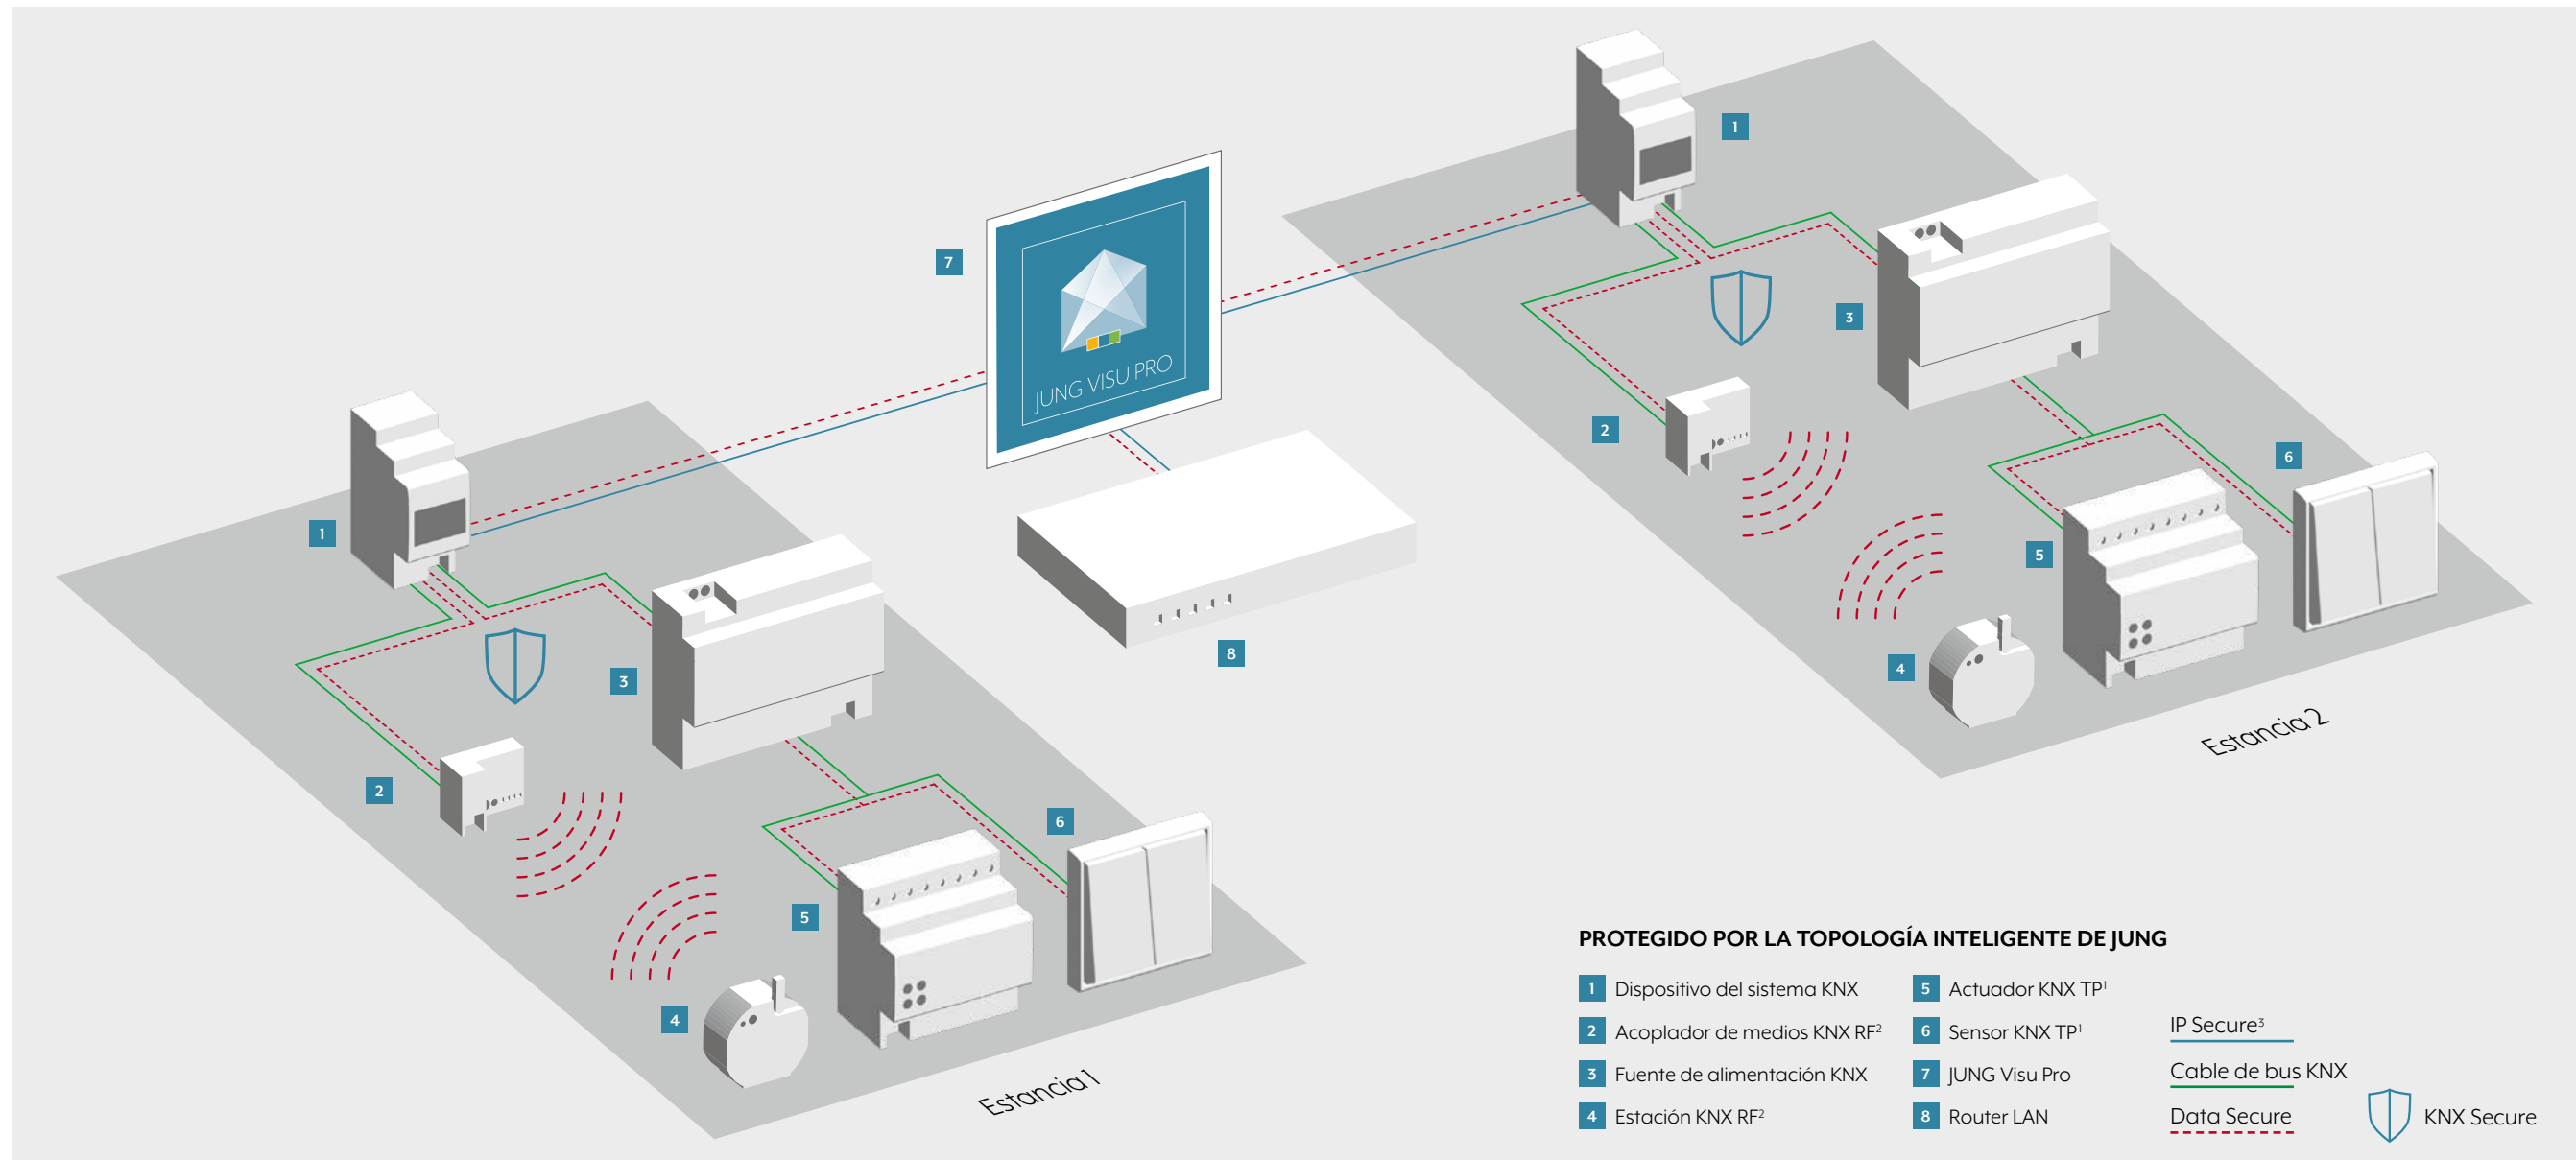 1
7
3
2
6
5
4
Estancia 2
JUNG VISU PRO
1
8
3
2
6
5
4
Estancia 1
PROTEGIDO POR LA TOPOLOGÍA INTELIGENTE DE JUNG
1 Dispositivo del sistema KNX
2 Acoplador de medios KNX RF²
3 Fuente de alimentación KNX
4 Estación KNX RF²
5 Actuador KNX TP¹
6 Sensor KNX TP¹
7 JUNG Visu Pro
8 Router LAN
IP Secure³
Cable de bus KNX
Data Secure
KNX Secure